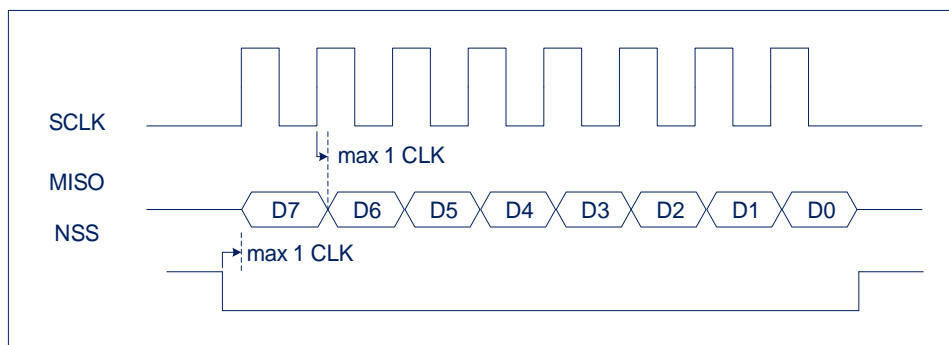 SCLK
max 1 CLK
MISO
D7 D6 D5 D4 D3 D2 D1 D0
NSS
max 1 CLK